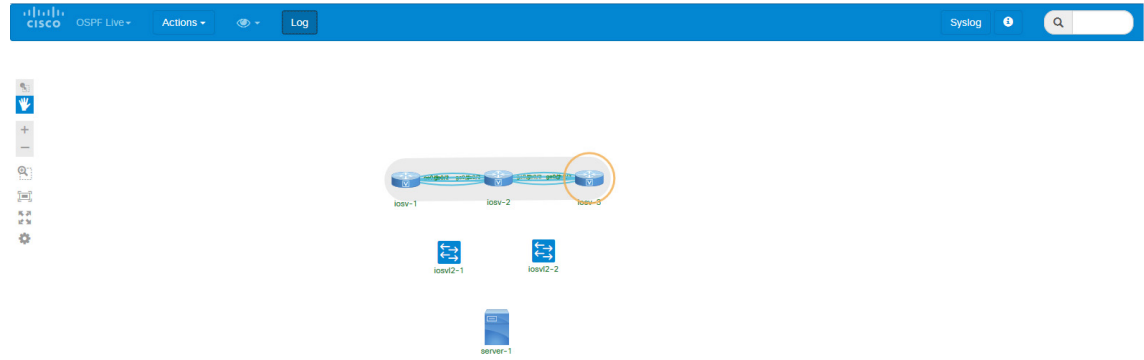 CISCO OSPF Live Actions Log Syslog
iosv-1 iosv-2 iosv-3
iosvl2-1 iosvl2-2
server-1